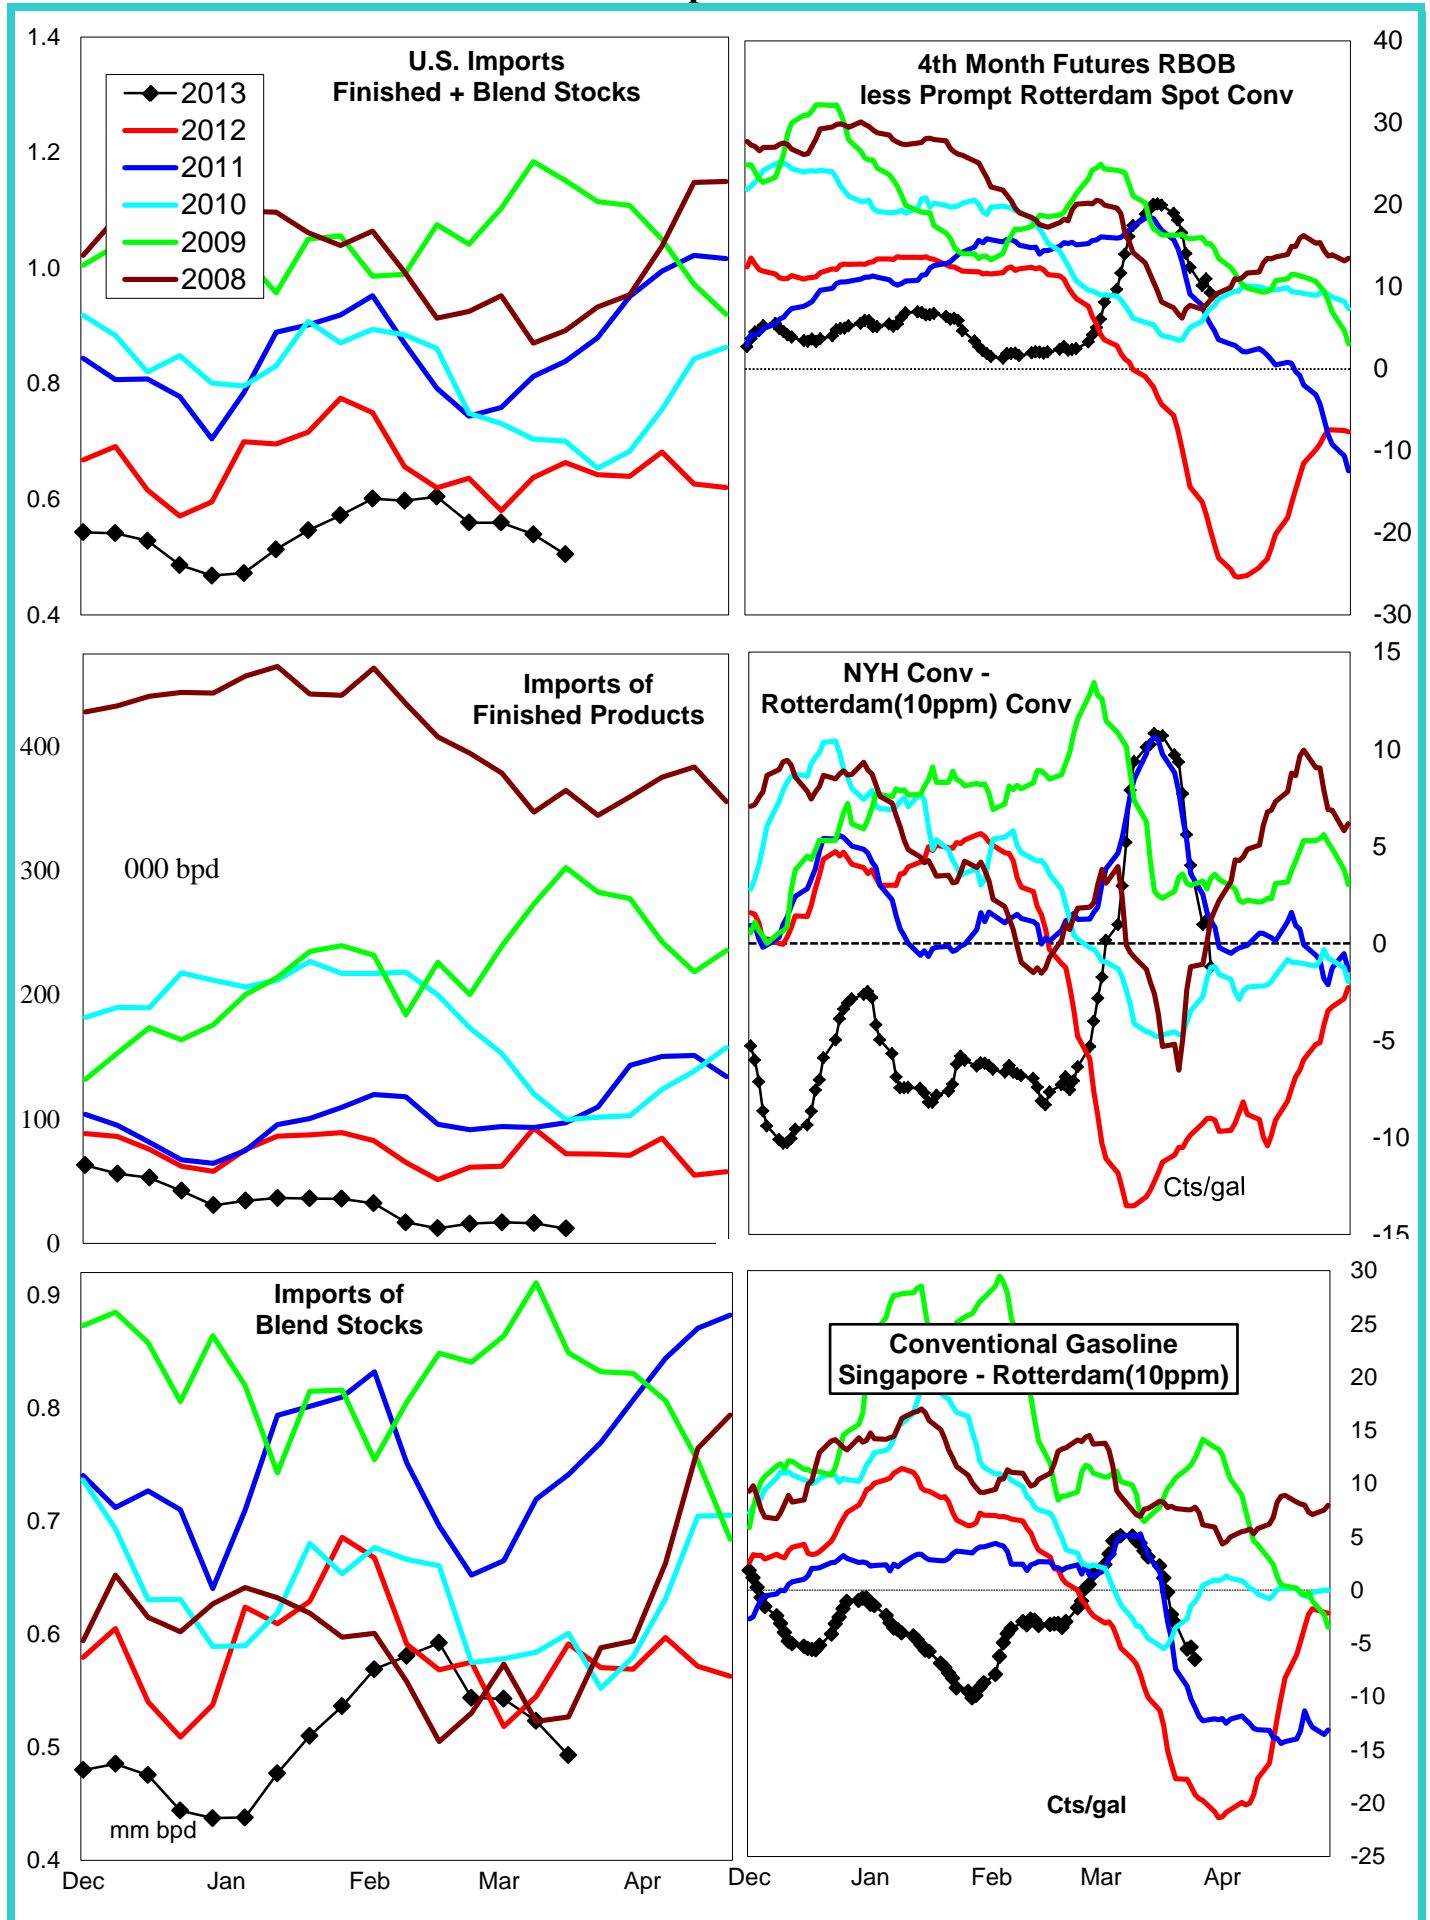 1.4
1.2
1.0
0.8
0.6
0.4
U.S. Imports
Finished + Blend Stocks
2013
2012
2011
2010
2009
2008
4th Month Futures RBOB
less Prompt Rotterdam Spot Conv
40
30
20
10
0
-10
-20
-30
400
300
200
100
0
Imports of
Finished Products
000 bpd
NYH Conv -
Rotterdam(10ppm) Conv
Cts/gal
15
10
5
0
-5
-10
-15
0.9
0.8
0.7
0.6
0.5
0.4
Imports of
Blend Stocks
mm bpd
Dec
Jan
Feb
Mar
Apr
Conventional Gasoline
Singapore - Rotterdam(10ppm)
Cts/gal
30
25
20
15
10
5
0
-5
-10
-15
-20
-25
Dec
Jan
Feb
Mar
Apr